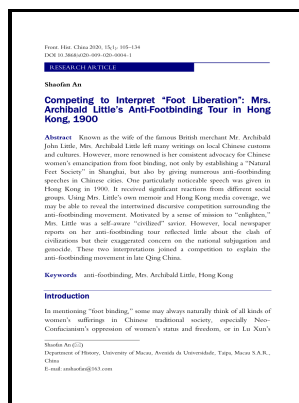 Front. Hist. China 2020, 15(1): 105–134
DOI 10.3868/s020-009-020-0004-1
RESEARCH ARTICLE
Shaofan An
Competing to Interpret “Foot Liberation”: Mrs.
Archibald Little’s Anti-Footbinding Tour in Hong
Kong, 1900
Abstract Known as the wife of the famous British merchant Mr. Archibald
John Little, Mrs. Archibald Little left many writings on local Chinese customs
and cultures. However, more renowned is her consistent advocacy for Chinese
women’s emancipation from foot binding, not only by establishing a “Natural
Feet Society” in Shanghai, but also by giving numerous anti-footbinding
speeches in Chinese cities. One particularly noticeable speech was given in
Hong Kong in 1900. It received significant reactions from different social
groups. Using Mrs. Little’s own memoir and Hong Kong media coverage, we
may be able to reveal the intertwined discursive competition surrounding the
anti-footbinding movement. Motivated by a sense of mission to “enlighten,”
Mrs. Little was a self-aware “civilized” savior. However, local newspaper
reports on her anti-footbinding tour reflected little about the clash of
civilizations but their exaggerated concern on the national subjugation and
genocide. These two interpretations joined a competition to explain the
anti-footbinding movement in late Qing China.
Keywords anti-footbinding, Mrs. Archibald Little, Hong Kong
Introduction
In mentioning “foot binding,” some may always naturally think of all kinds of
women’s sufferings in Chinese traditional society, especially Neo-
Confucianism’s oppression of women’s status and freedom, or in Lu Xun’s
Shaofan An (✉)
Department of History, University of Macau, Avenida da Universidade, Taipa, Macau S.A.R.,
China
E-mail: anshaofan@163.com